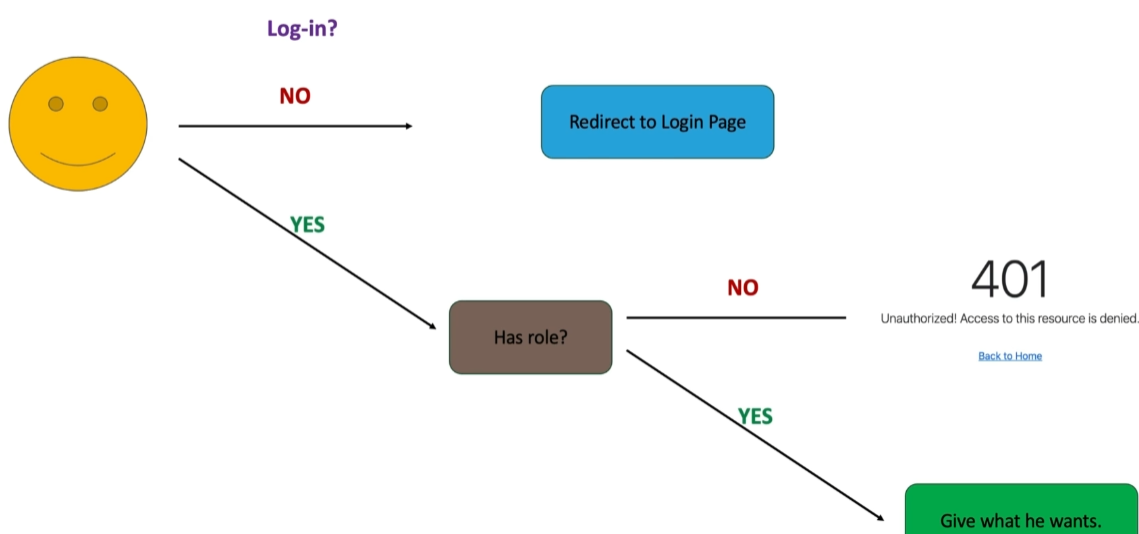 Log-in?
NO
Redirect to Login Page
YES
NO
401
Unauthorized! Access to this resource is denied.
Has role?
Back to Home
YES
Give what he wants.